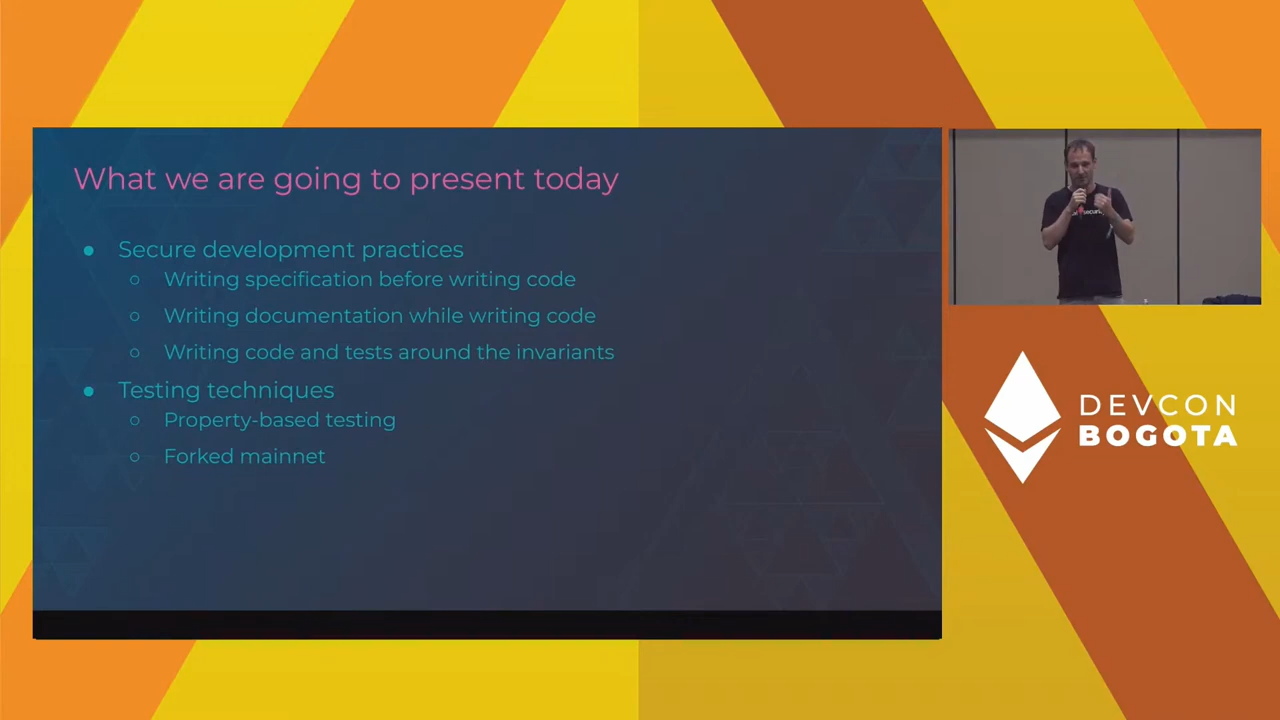 What we are going to present today
● Secure development practices
○ Writing specification before writing code
○ Writing documentation while writing code
○ Writing code and tests around the invariants
● Testing techniques
○ Property-based testing
○ Forked mainnet
DEVCON
BOGOTA